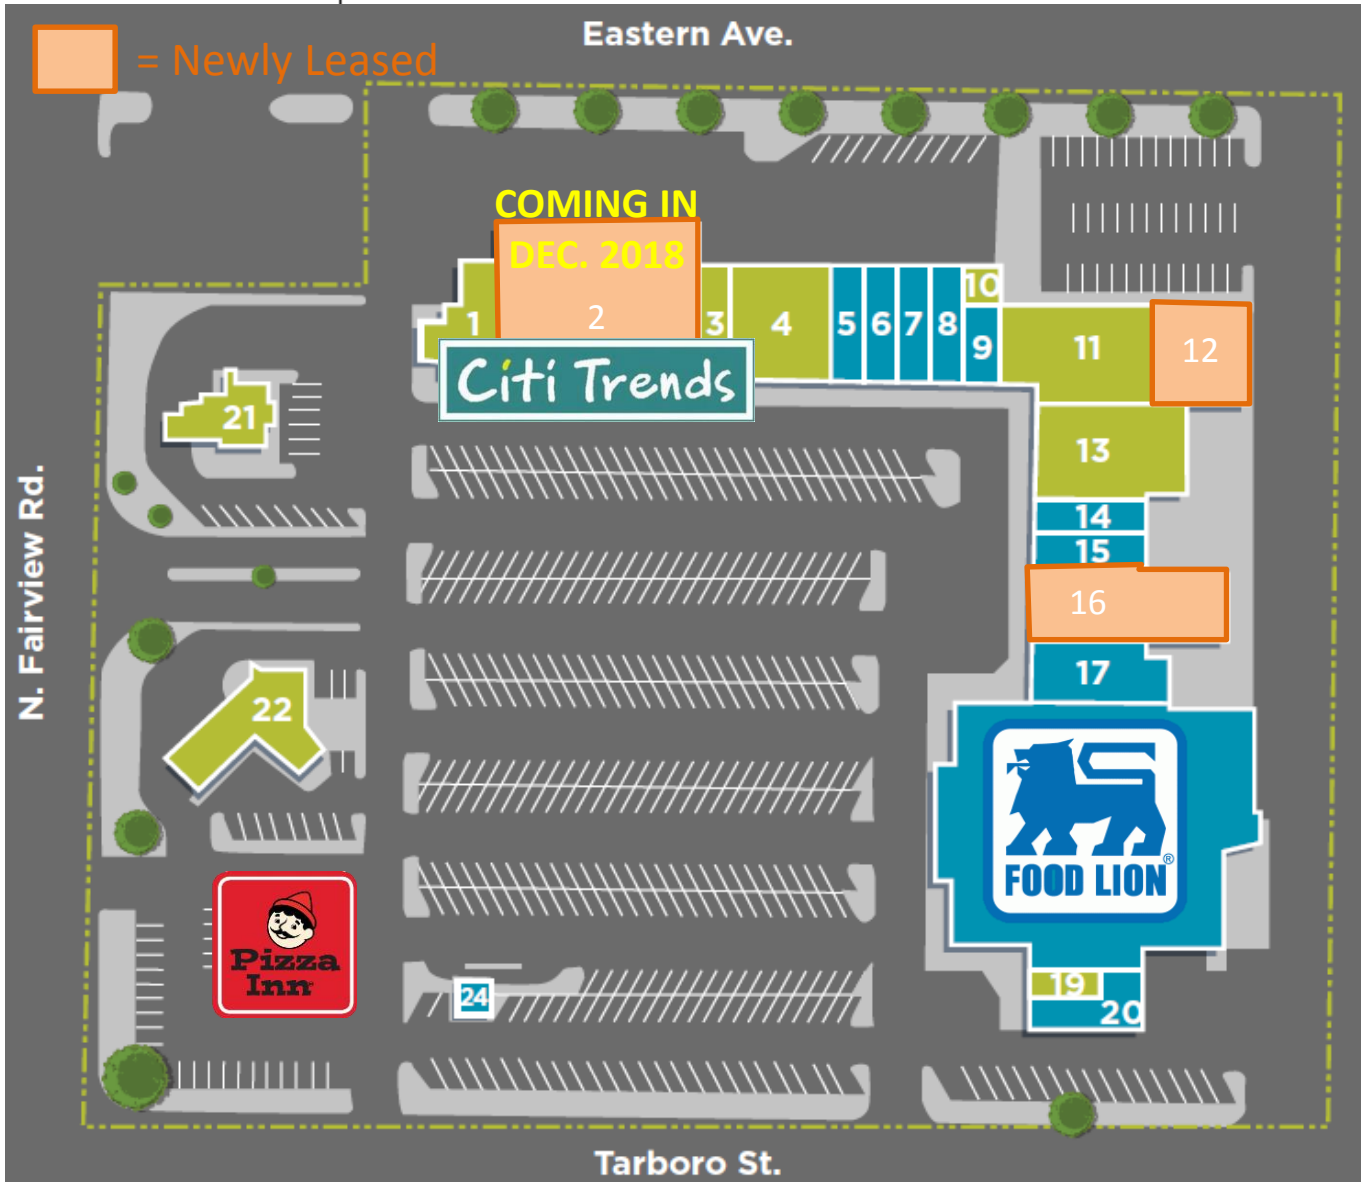 Eastern Ave.
= Newly Leased
COMING IN
DEC. 2018
1
2
3
4
5
6
7
8
9
10
11
12
Citi Trends
21
13
14
15
16
N. Fairview Rd.
22
17
FOOD LION®
Pizza
Inn
24
19
20
Tarboro St.